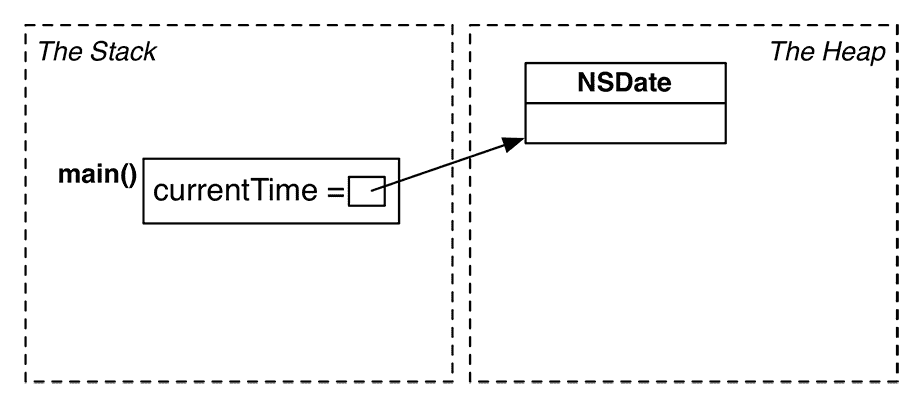 The Stack
The Heap
NSDate
main()
currentTime =